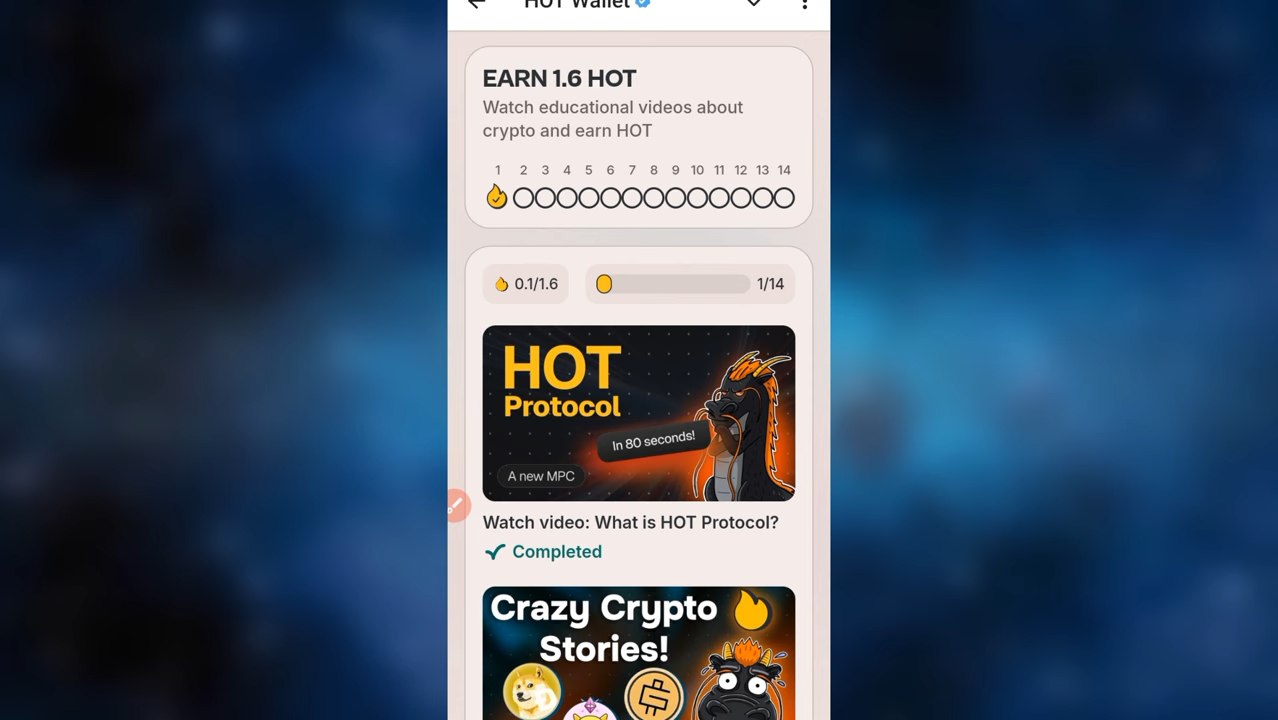 HOT Wallet
EARN 1.6 HOT
Watch educational videos about
crypto and earn HOT
1 2 3 4 5 6 7 8 9 10 11 12 13 14
0.1/1.6
1/14
HOT
Protocol
In 80 seconds!
A new MPC
Watch video: What is HOT Protocol?
Completed
Crazy Crypto
Stories!